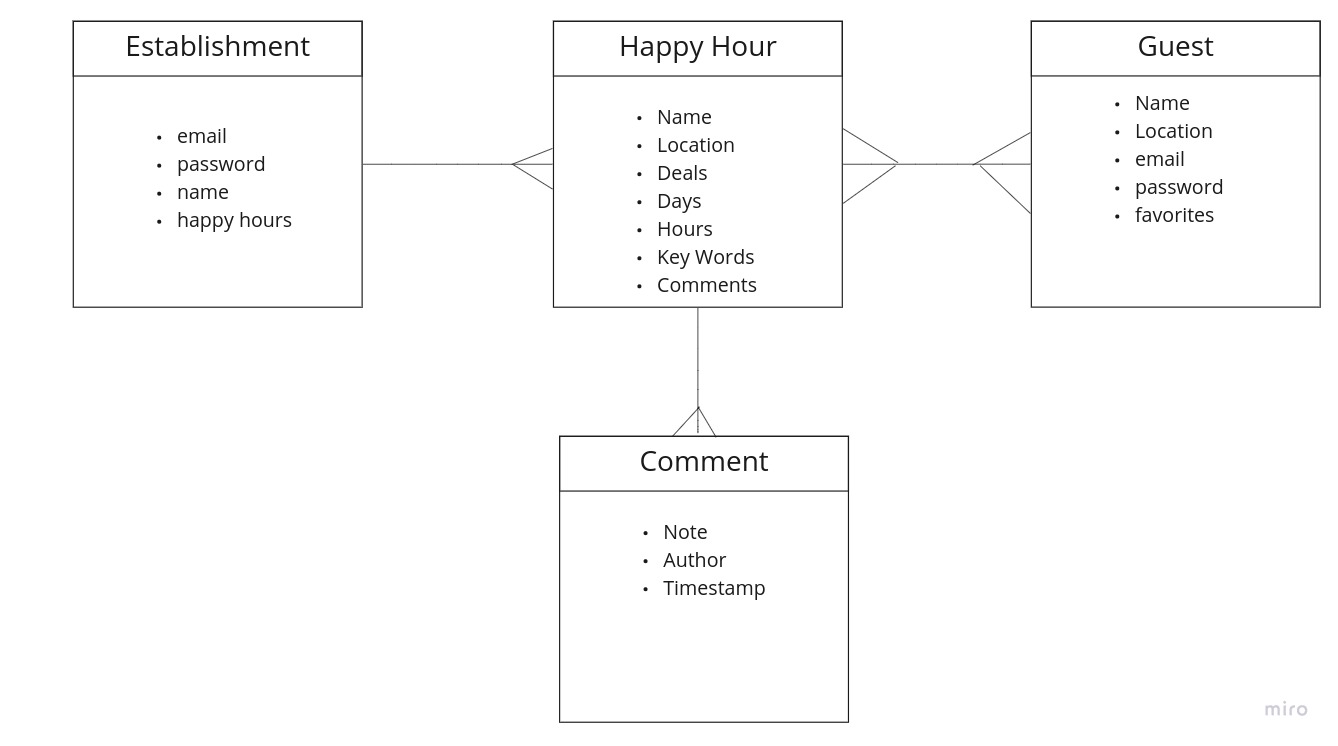 Establishment
email
password
name
happy hours
Happy Hour
Name
Location
Deals
Days
Hours
Key Words
Comments
Guest
Name
Location
email
password
favorites
Comment
Note
Author
Timestamp
miro